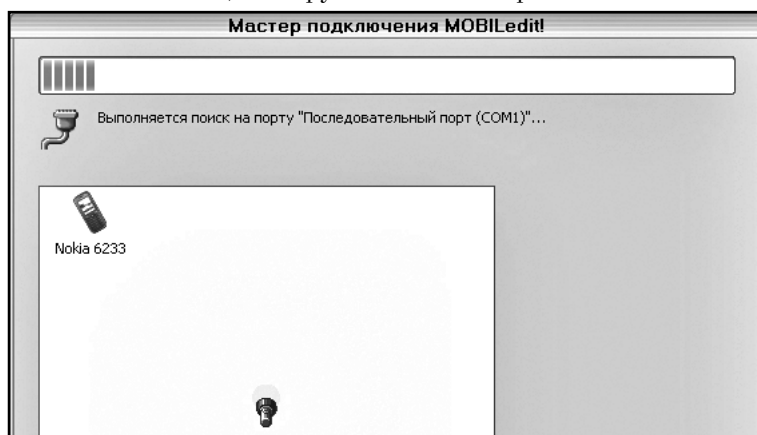 Мастер подключения MOBILedit!
Выполняется поиск на порту "Последовательный порт (COM1)"...
Nokia 6233